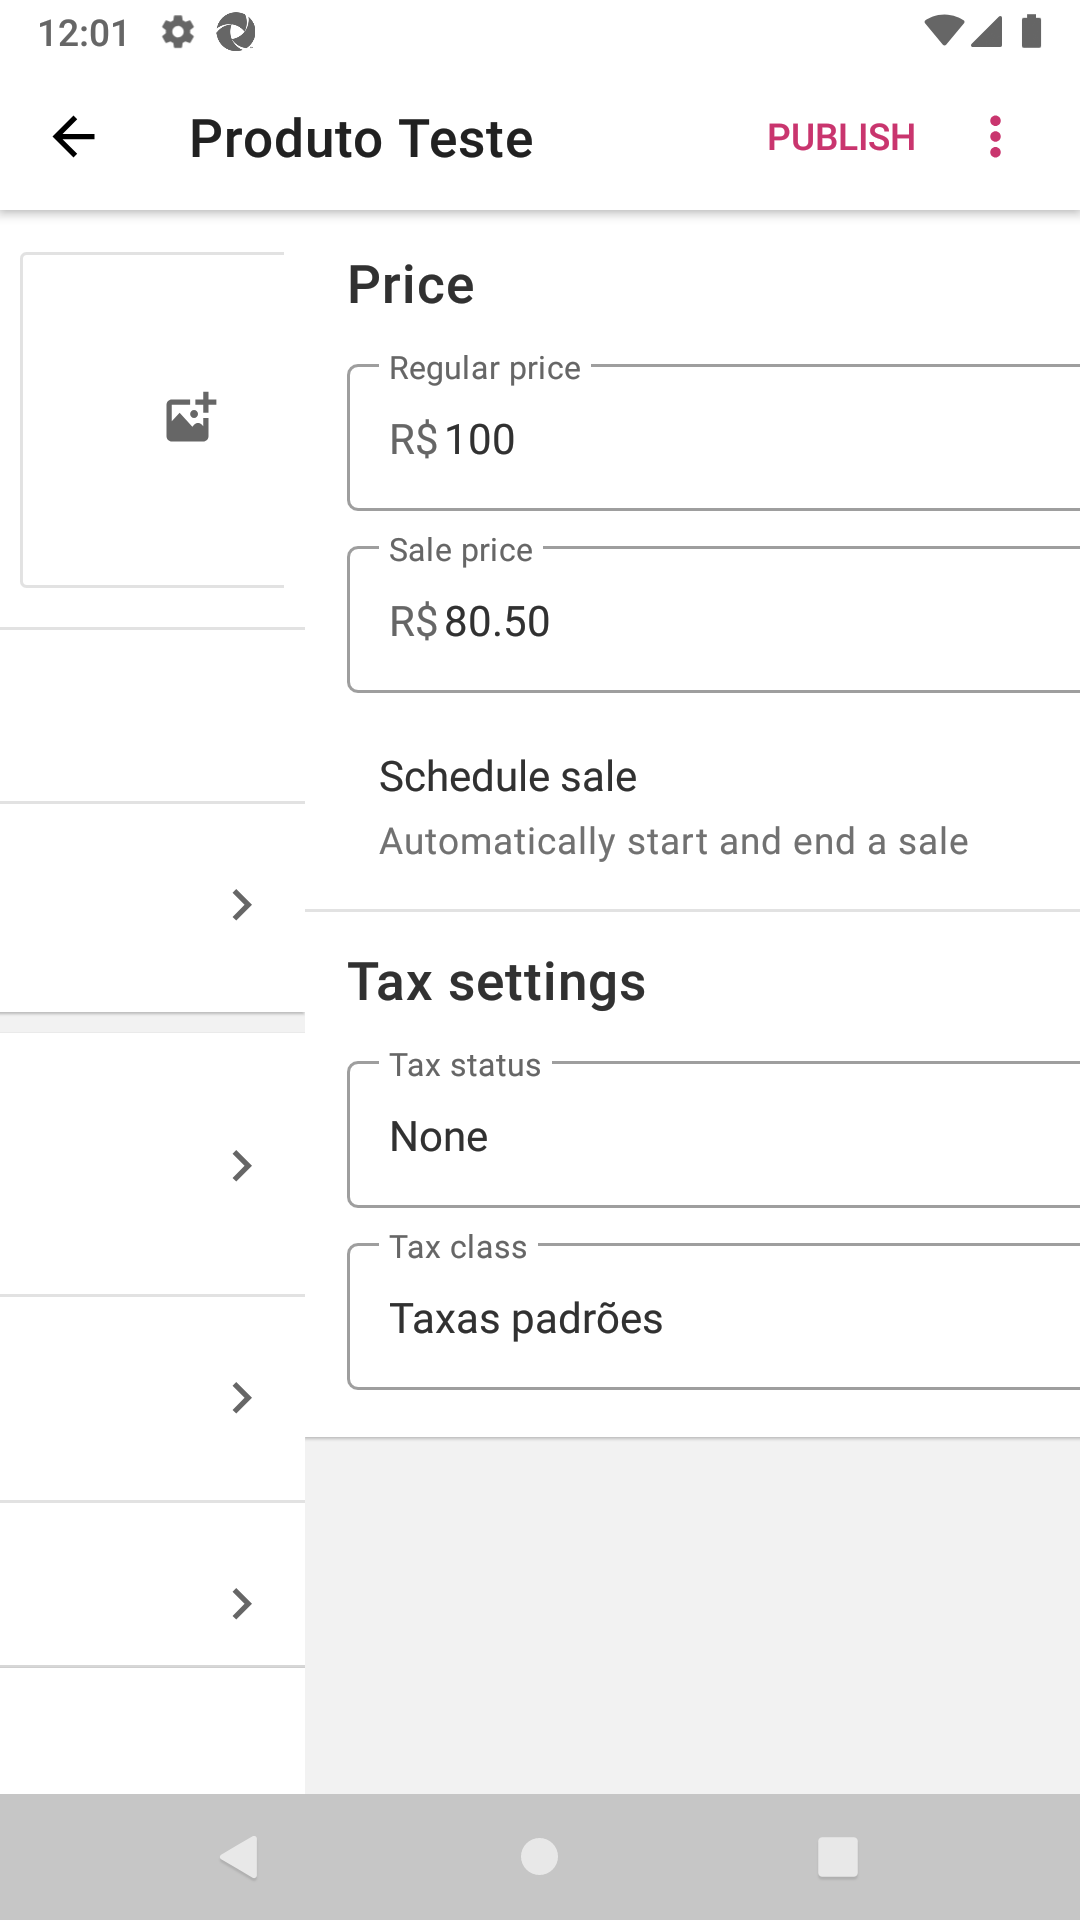 12:01
Produto Teste
PUBLISH
Price
Regular price
R$ 100
Sale price
R$ 80.50
Schedule sale
Automatically start and end a sale
Tax settings
Tax status
None
Tax class
Taxas padrões